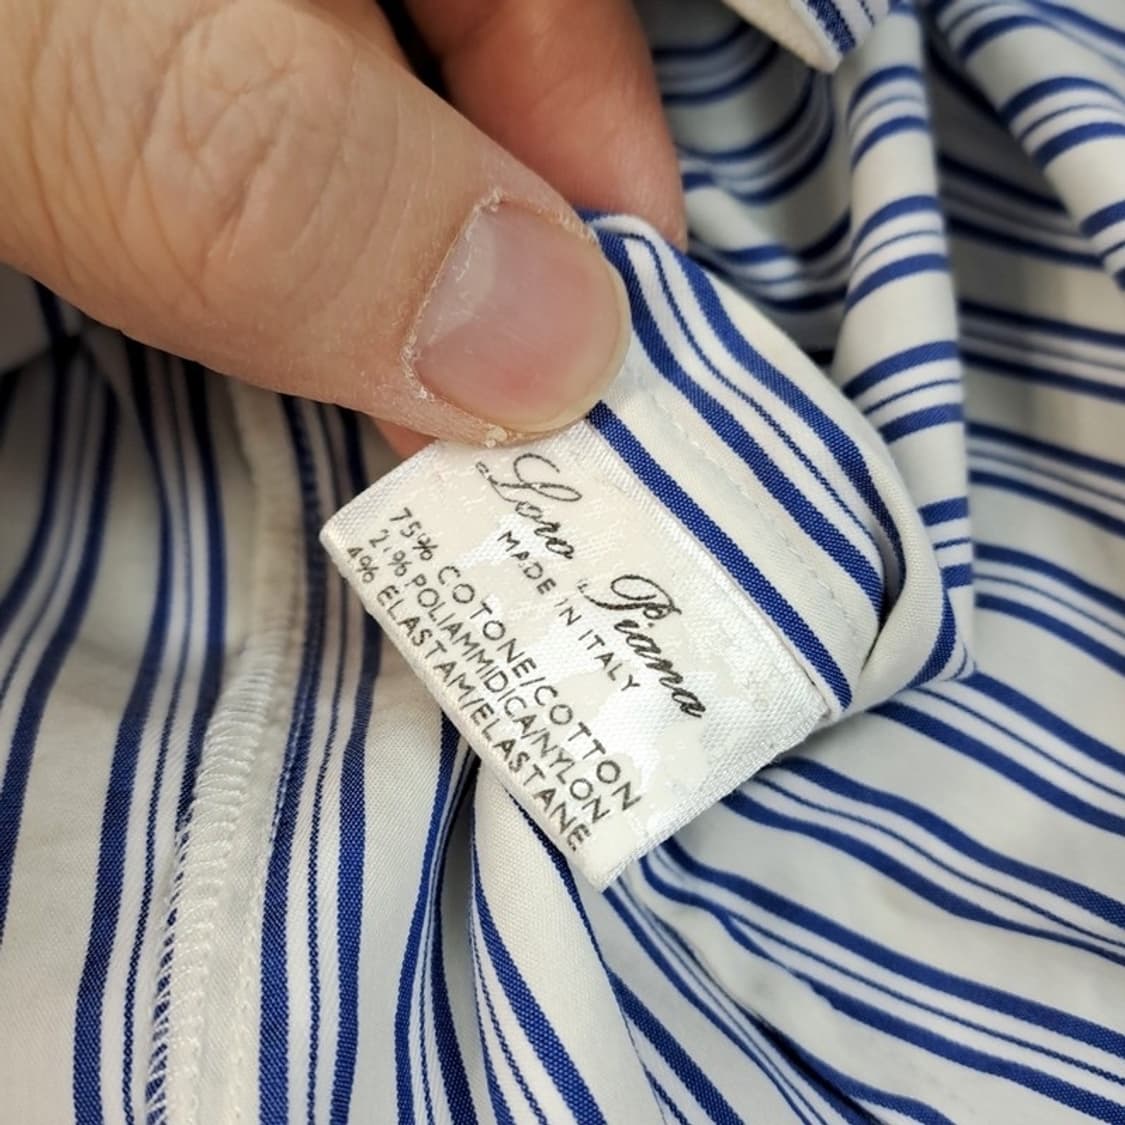 Loro Piana
MADE IN ITALY
75% COTONE/COTTON
21% POLIAMMIDICA/NYLON
4% ELASTAM/ELASTANE